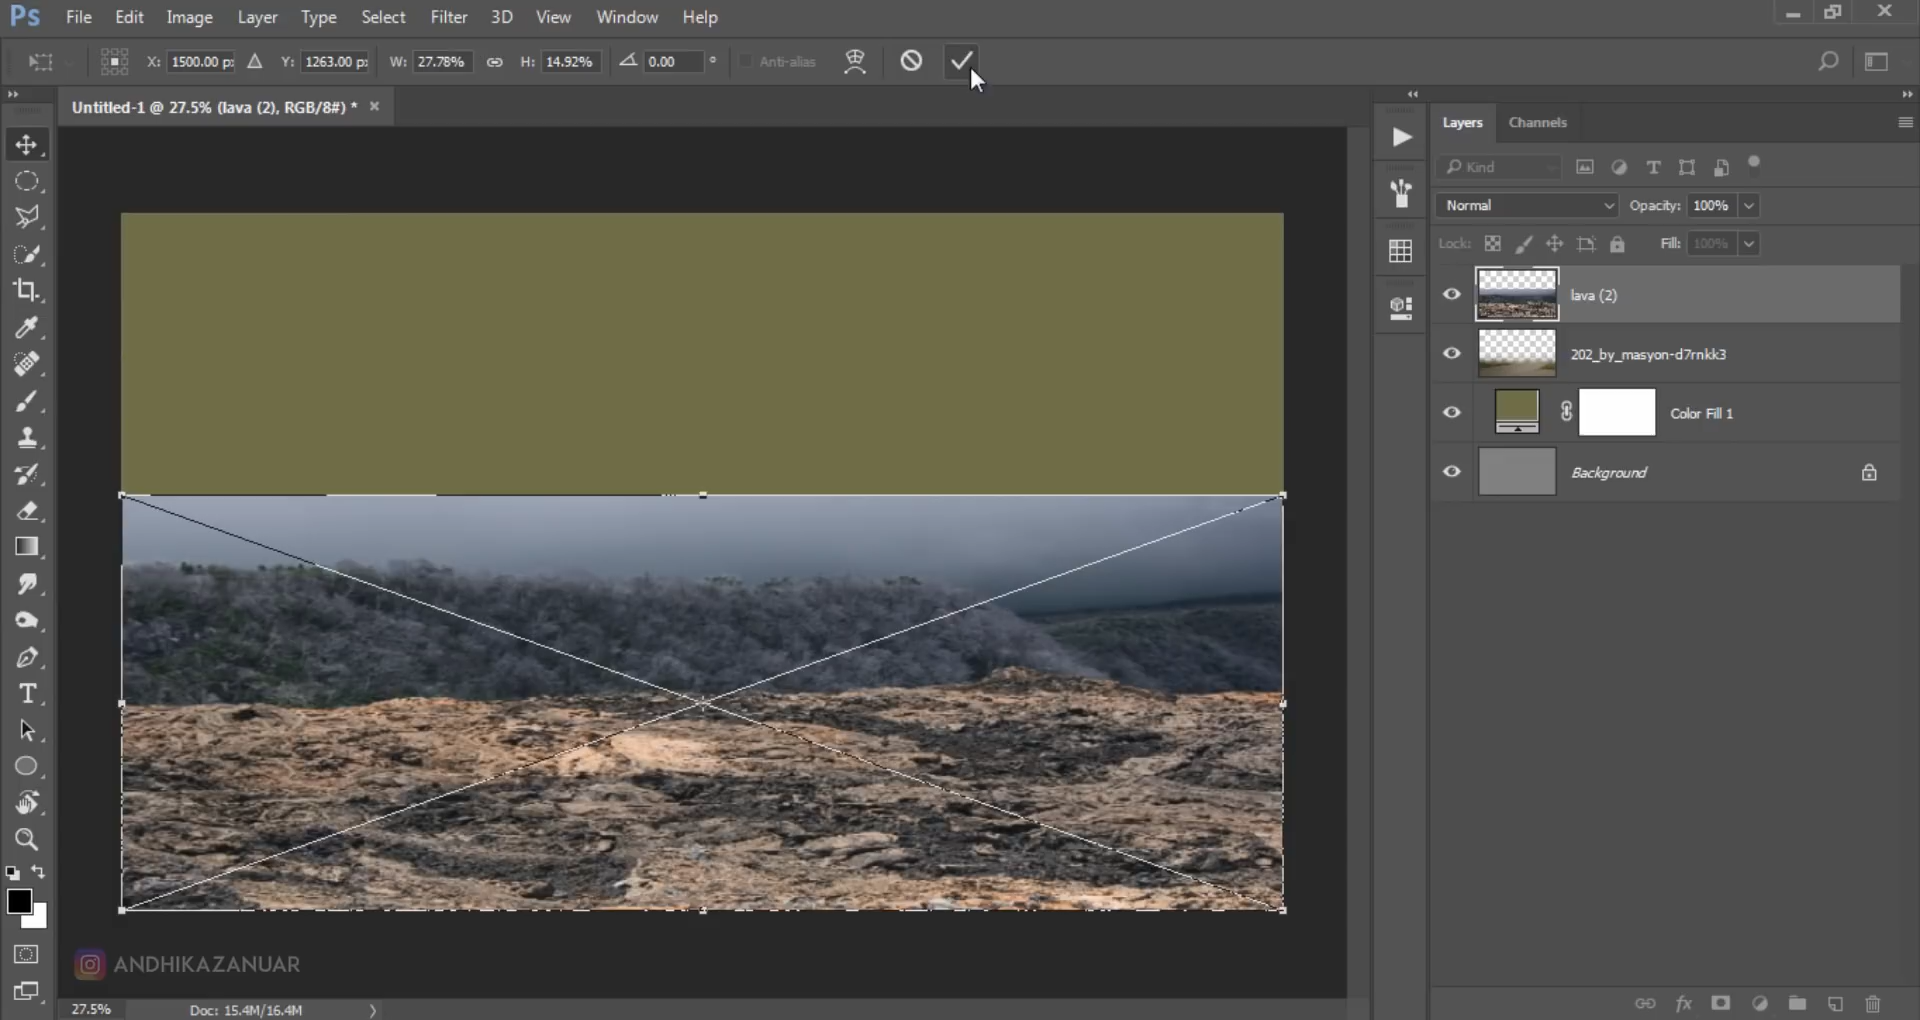 Ps File Edit Image Layer Type Select Filter 3D View Window Help
X: 1500.00 p: Y: 1263.00 p: W: 27.78% H: 14.92% 0.00 ° Anti-alias
Untitled-1 @ 27.5% (lava (2), RGB/8#) *
Layers Channels
Kind
Normal Opacity: 100%
Lock: Fill: 100%
lava (2)
202_by_masyon-d7rnkk3
Color Fill 1
Background
ANDHIKAZANUAR
27.5% Doc: 15.4M/16.4M